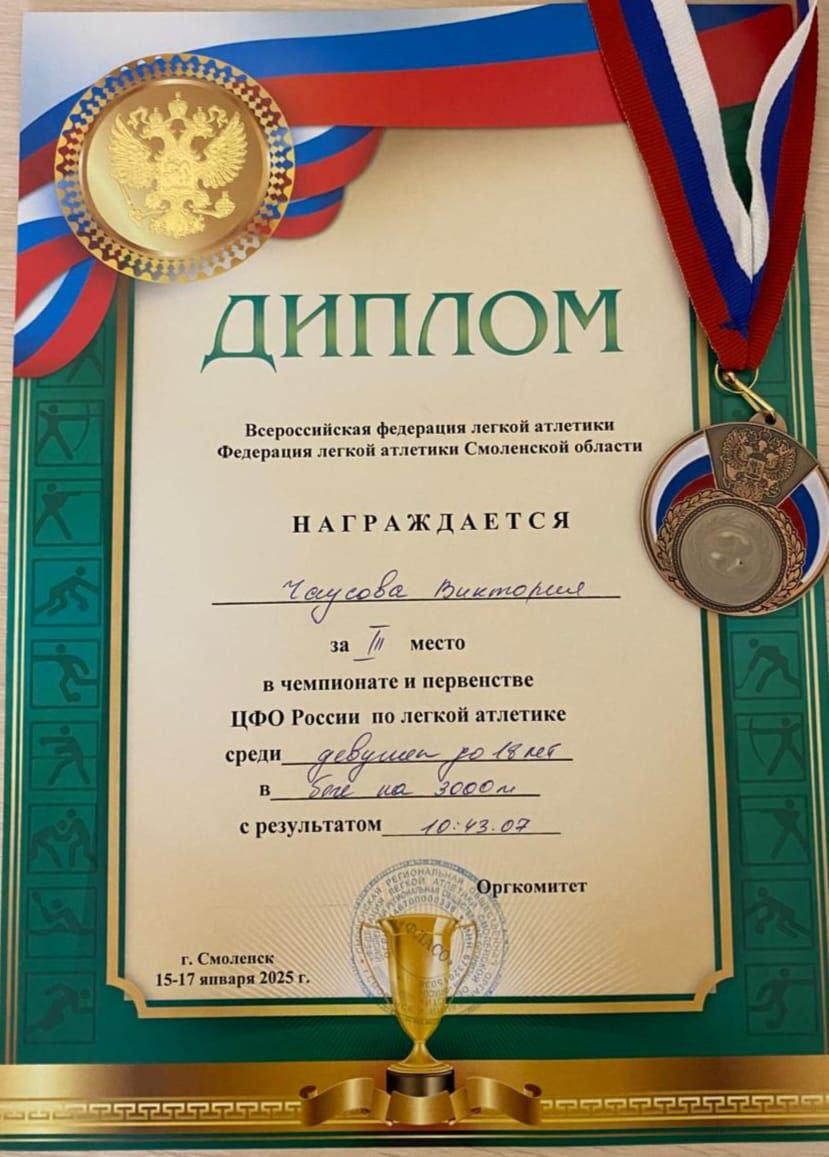 ДИПЛОМ
Всероссийская федерация легкой атлетики
Федерация легкой атлетики Смоленской области
НАГРАЖДАЕТСЯ
Чаусова Виктория
за III место
в чемпионате и первенстве
ЦФО России по легкой атлетике
среди девушек до 18 лет
в беге на 3000 м
с результатом 10:43.07
Оргкомитет
"ФЛАСО"
г. Смоленск
15-17 января 2025 г.